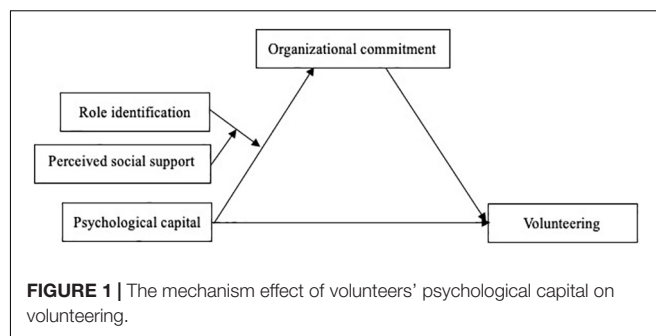 Organizational commitment
Role identification
Perceived social support
Psychological capital
Volunteering
FIGURE 1 | The mechanism effect of volunteers' psychological capital on
volunteering.